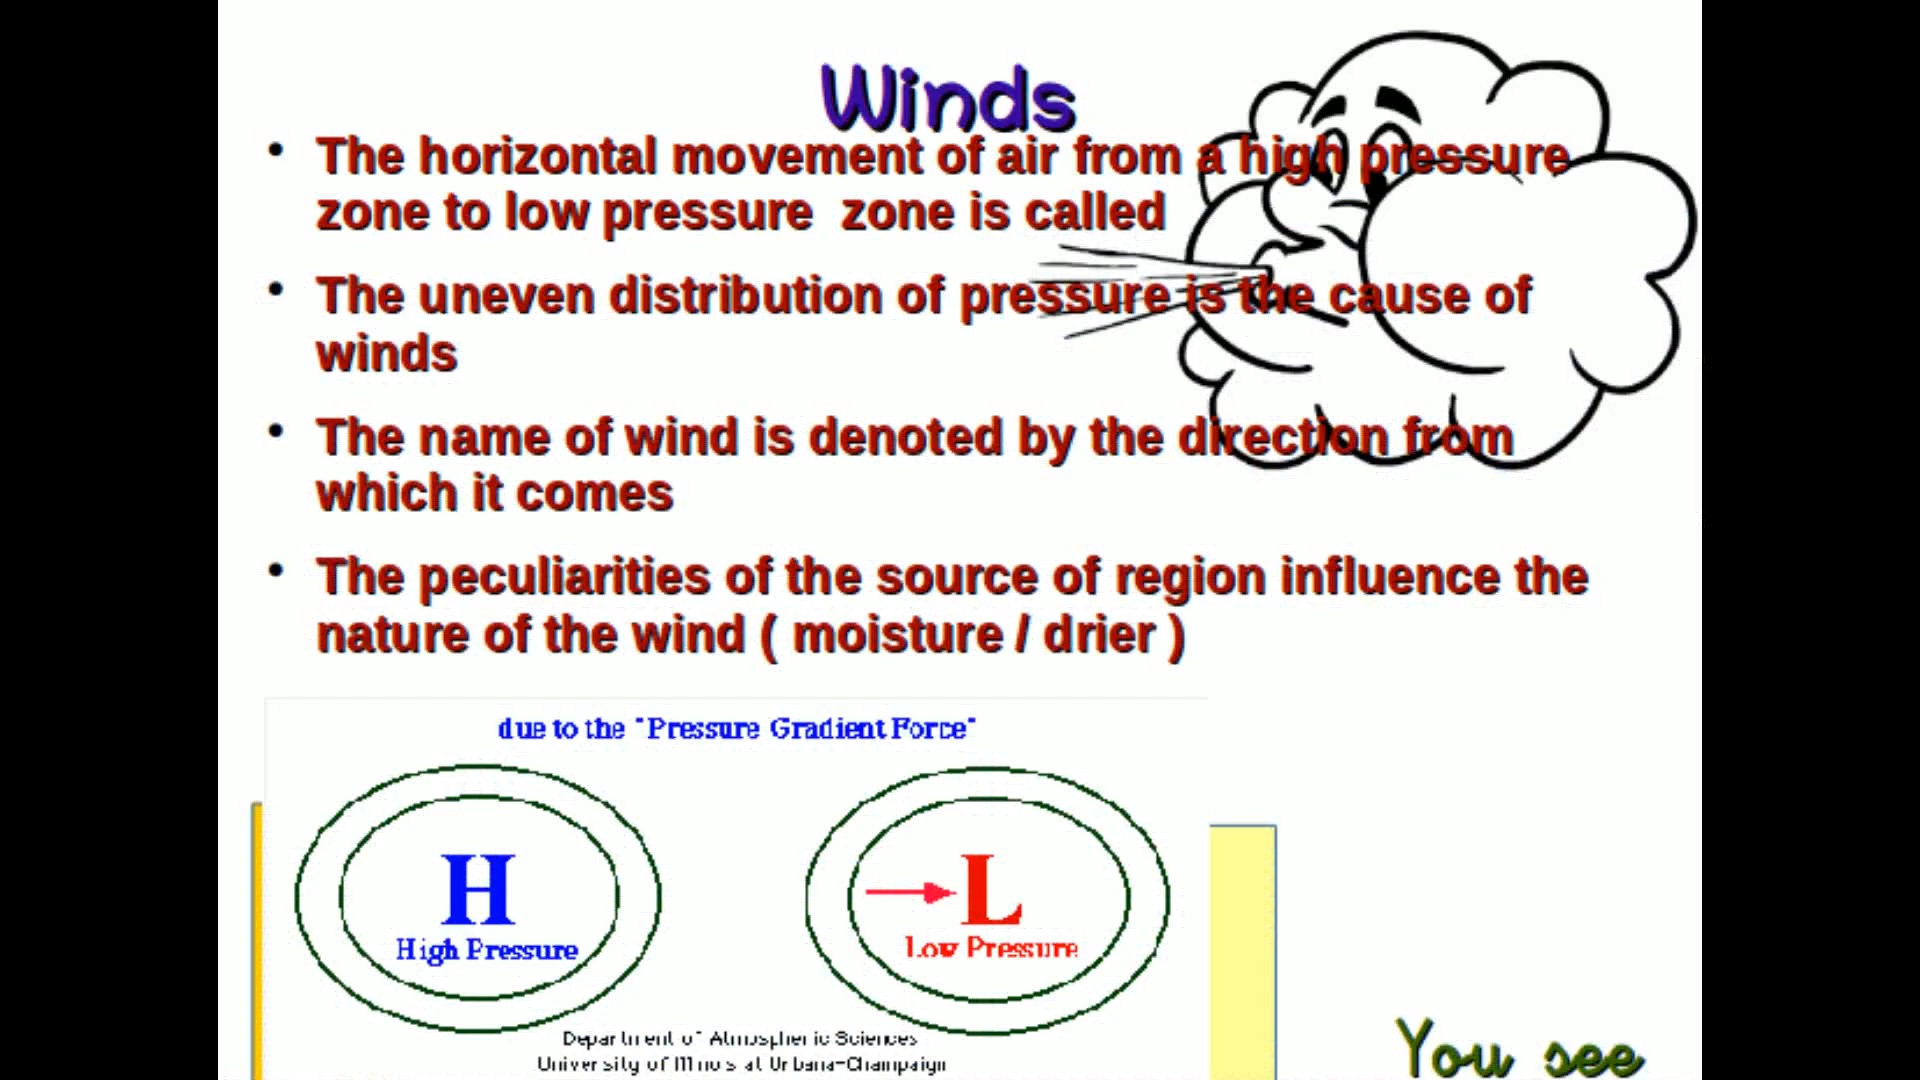 Winds
• The horizontal movement of air from a high pressure
zone to low pressure zone is called
• The uneven distribution of pressure is the cause of
winds
• The name of wind is denoted by the direction from
which it comes
• The peculiarities of the source of region influence the
nature of the wind ( moisture / drier )
due to the "Pressure Gradient Force"
H
High Pressure
L
Low Pressure
Department of Atmospheric Sciences
University of Illinois at Urbana-Champaign
You see